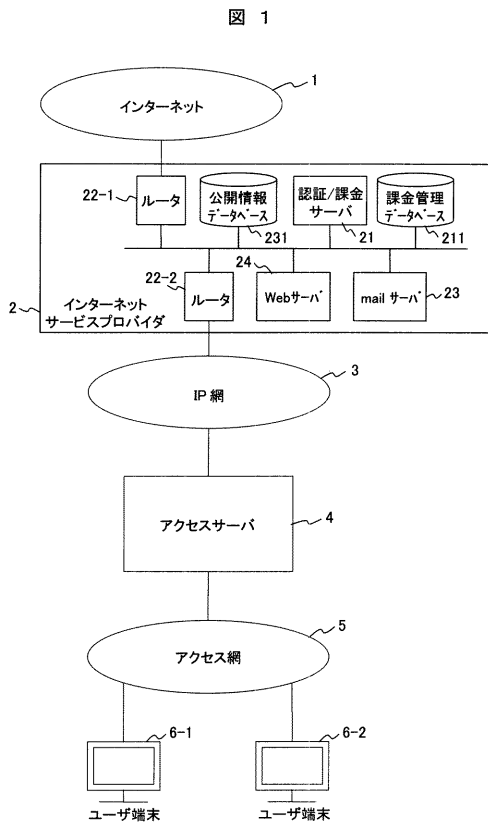 図 1
1
インターネット
22-1
ルータ
公開情報
データベース
231
認証/課金
サーバ
21
課金管理
データベース
211
22-2
ルータ
24
Webサーバ
mail サーバ
23
2
インターネット
サービスプロバイダ
3
IP 網
アクセスサーバ
4
5
アクセス網
6-1
6-2
ユーザ端末
ユーザ端末